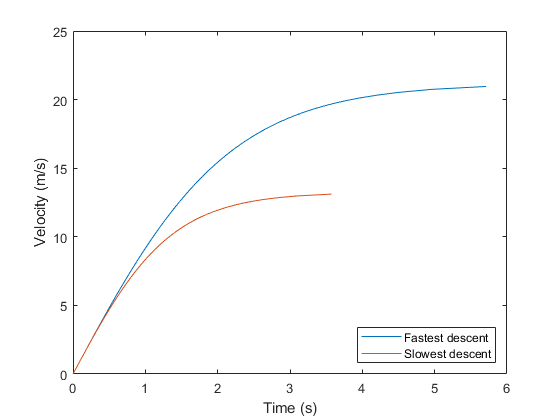 25
20
15
10
5
0
Velocity (m/s)
Fastest descent
Slowest descent
0 1 2 3 4 5 6
Time (s)